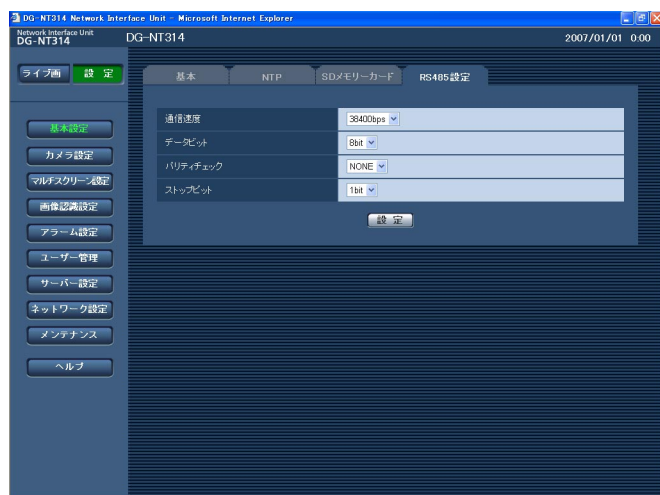 DG-NT314 Network Interface Unit - Microsoft Internet Explorer
Network Interface Unit
DG-NT314
DG-NT314
2007/01/01 0:00
ライブ画 設 定
基本 NTP SDメモリーカード RS485設定
通信速度 38400bps
データビット 8bit
パリティチェック NONE
ストップビット 1bit
設 定
基本設定
カメラ設定
マルチスクリーン設定
画像認識設定
アラーム設定
ユーザー管理
サーバー設定
ネットワーク設定
メンテナンス
ヘルプ